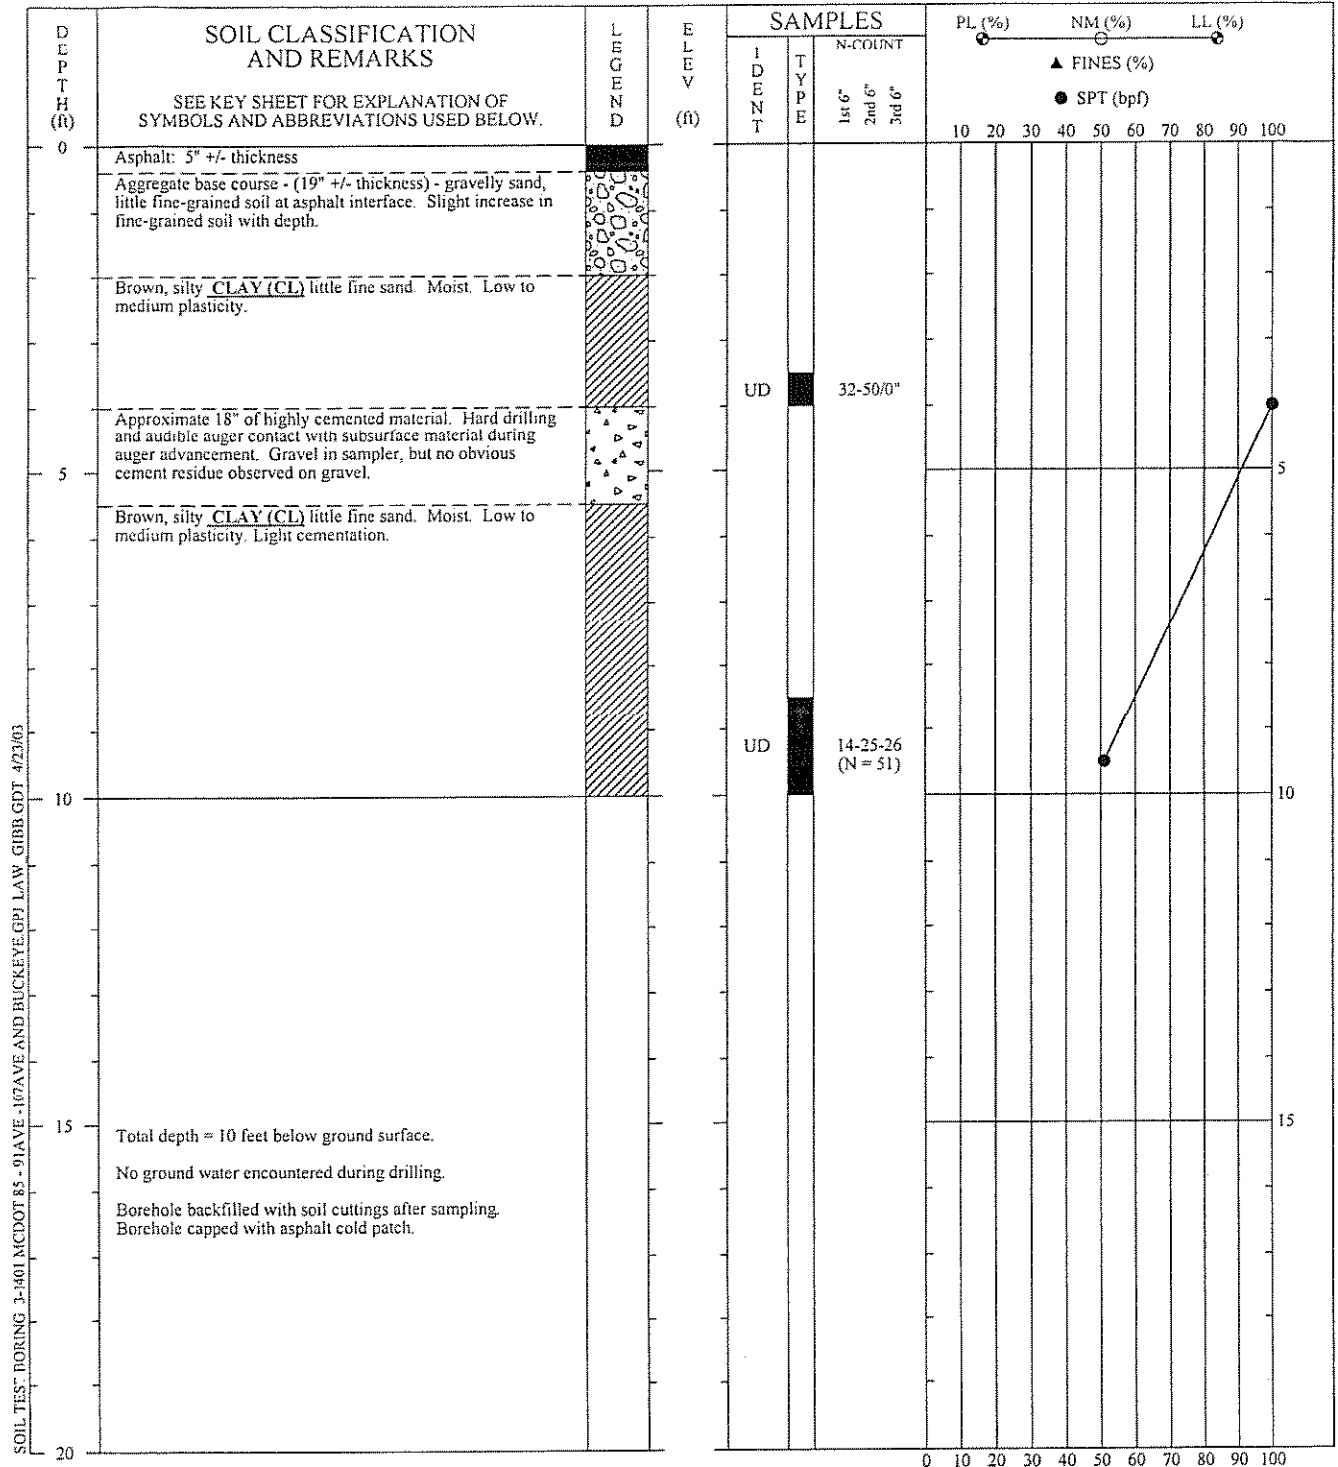 DEPTH
(ft)
SOIL CLASSIFICATION
AND REMARKS
SEE KEY SHEET FOR EXPLANATION OF
SYMBOLS AND ABBREVIATIONS USED BELOW.
LEGEND
ELEV
(ft)
SAMPLES
IDENT
TYPE
N-COUNT
1st 6"
2nd 6"
3rd 6"
PL (%)
NM (%)
LL (%)
▲ FINES (%)
● SPT (bpf)
10 20 30 40 50 60 70 80 90 100
0
Asphalt: 5" +/- thickness
Aggregate base course - (19" +/- thickness) - gravelly sand,
little fine-grained soil at asphalt interface. Slight increase in
fine-grained soil with depth.
Brown, silty CLAY (CL) little fine sand. Moist. Low to
medium plasticity.
UD
32-50/0"
Approximate 18" of highly cemented material. Hard drilling
and audible auger contact with subsurface material during
auger advancement. Gravel in sampler, but no obvious
cement residue observed on gravel.
5
5
Brown, silty CLAY (CL) little fine sand. Moist. Low to
medium plasticity. Light cementation.
UD
14-25-26
(N = 51)
10
10
15
15
Total depth = 10 feet below ground surface.
No ground water encountered during drilling.
Borehole backfilled with soil cuttings after sampling.
Borehole capped with asphalt cold patch.
20
0 10 20 30 40 50 60 70 80 90 100
SOIL TEST BORING 3-1401 MCDOT 85 - 91AVE -107AVE AND BUCKEYE.GPJ LAW_GIBB.GDT 4/23/03